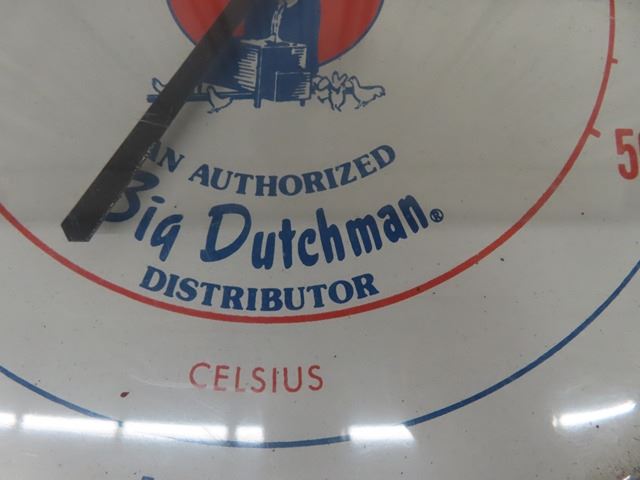 AN AUTHORIZED
Big Dutchman®
DISTRIBUTOR
CELSIUS